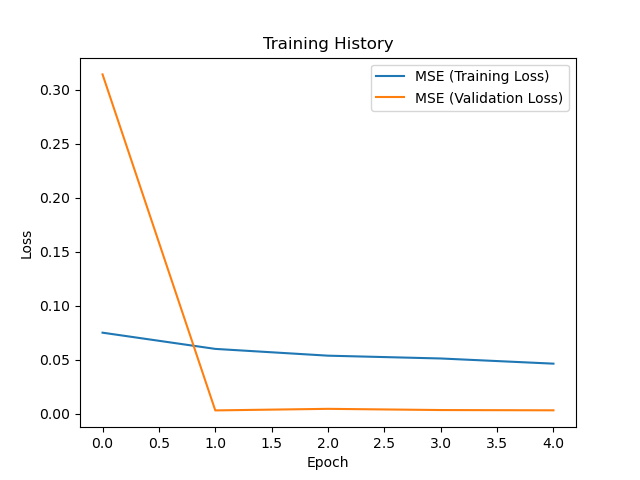 Training History
MSE (Training Loss)
MSE (Validation Loss)
0.30
0.25
0.20
0.15
0.10
0.05
0.00
Loss
0.0 0.5 1.0 1.5 2.0 2.5 3.0 3.5 4.0
Epoch